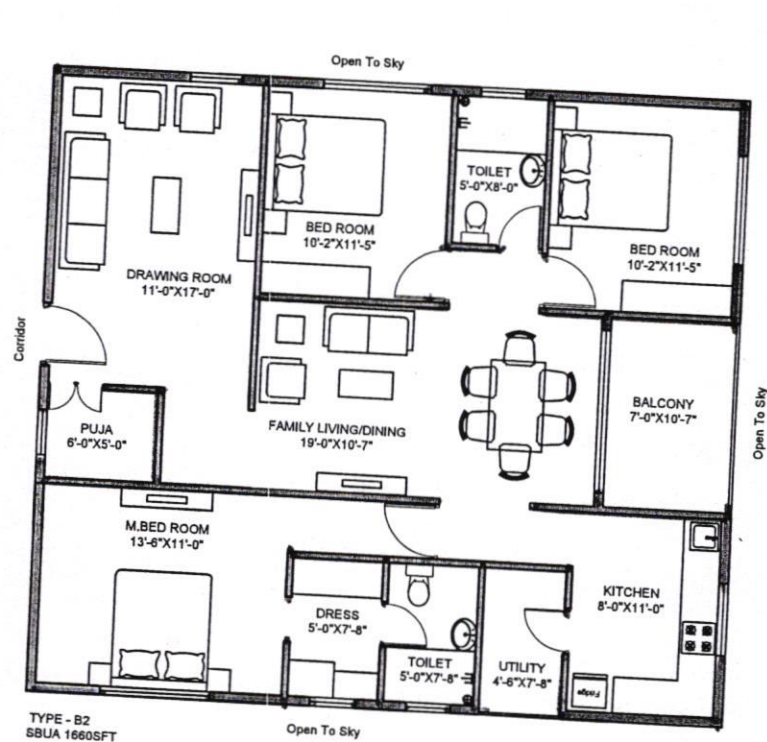 Open To Sky
TOILET
5'-0"X8'-0"
BED ROOM
10'-2"X11'-5"
BED ROOM
10'-2"X11'-5"
DRAWING ROOM
11'-0"X17'-0"
Corridor
BALCONY
7'-0"X10'-7"
Open To Sky
PUJA
6'-0"X5'-0"
FAMILY LIVING/DINING
19'-0"X10'-7"
M.BED ROOM
13'-6"X11'-0"
KITCHEN
8'-0"X11'-0"
DRESS
5'-0"X7'-8"
TOILET
5'-0"X7'-8"
UTILITY
4'-6"X7'-8"
Fridge
TYPE - B2
SBUA 1660SFT
Open To Sky